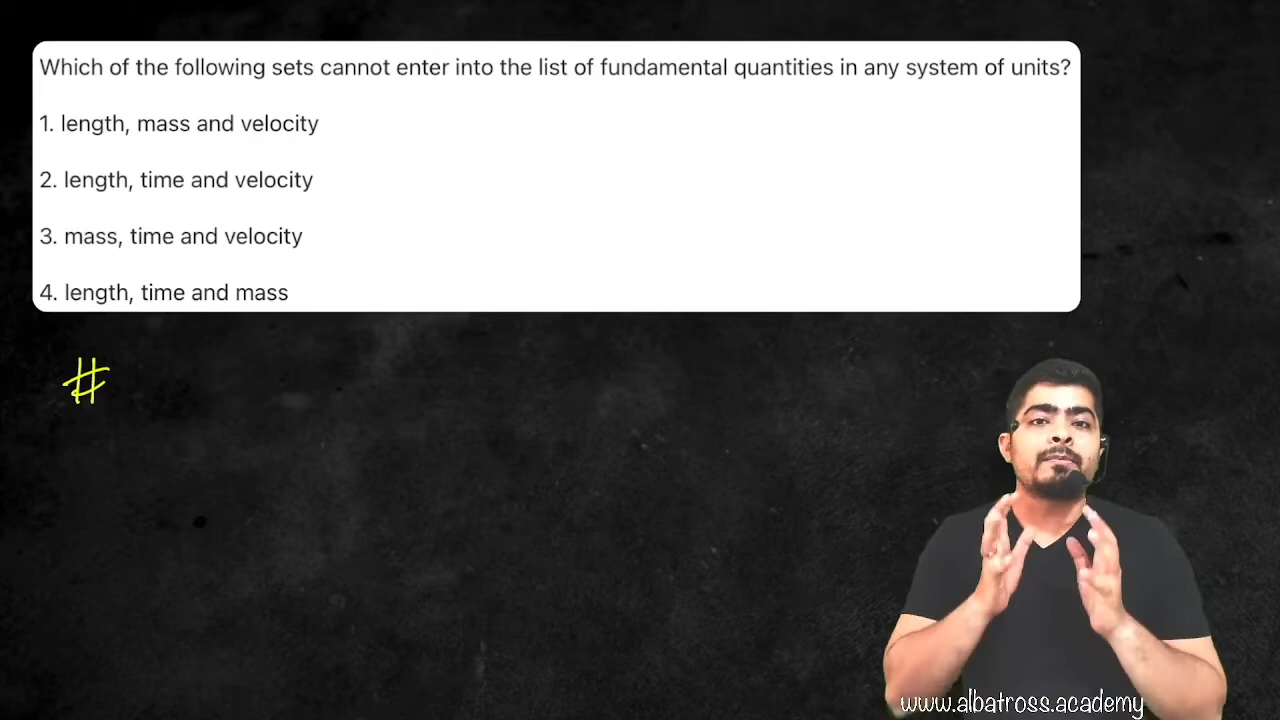 Which of the following sets cannot enter into the list of fundamental quantities in any system of units?
1. length, mass and velocity
2. length, time and velocity
3. mass, time and velocity
4. length, time and mass
#
www.albatross.academy